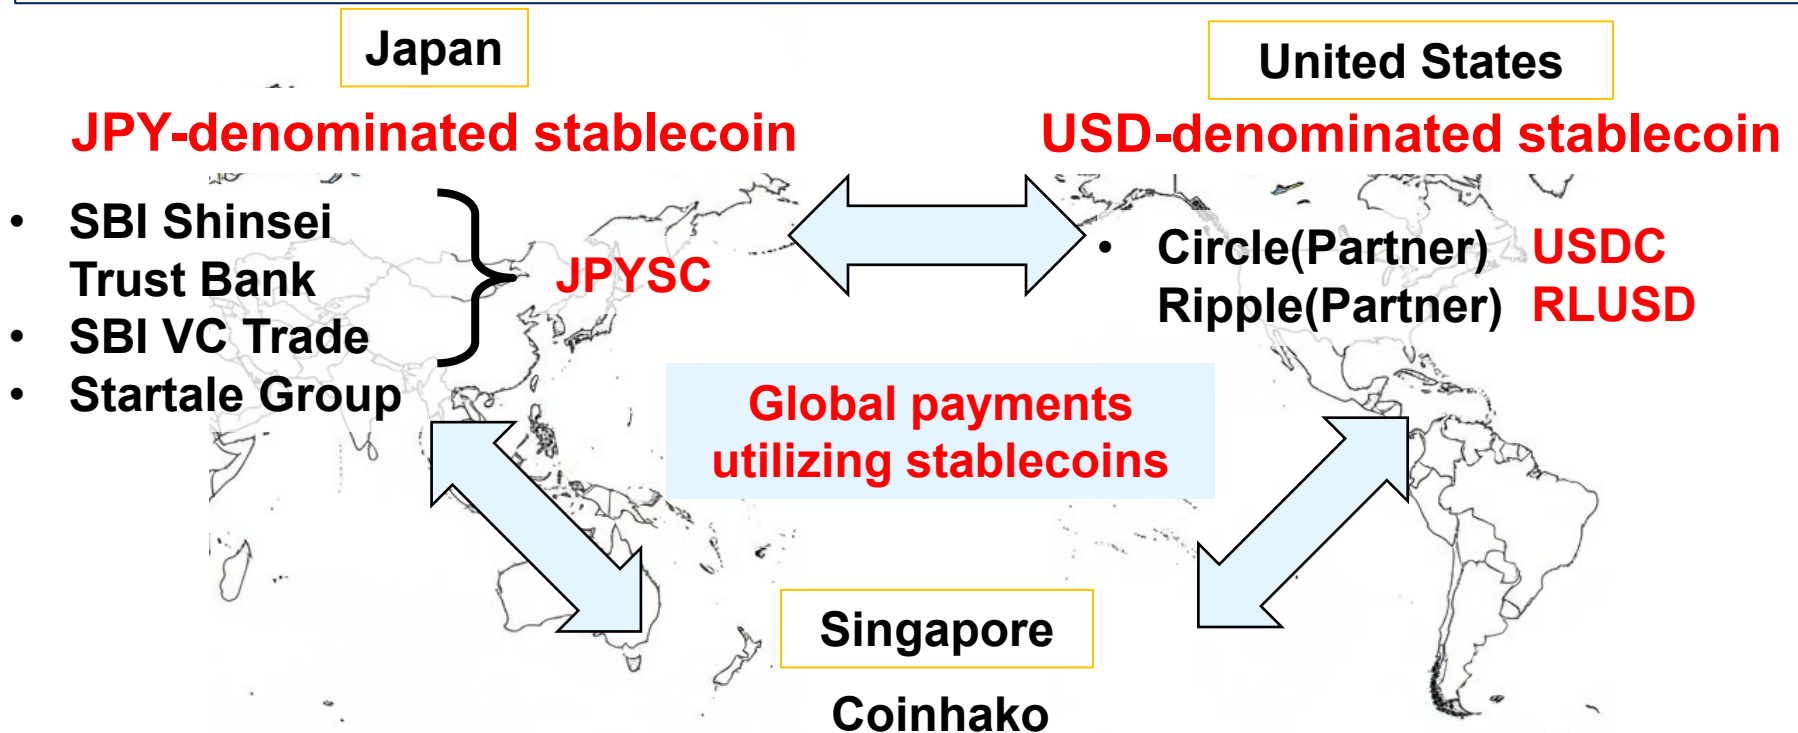 Japan
JPY-denominated stablecoin
• SBI Shinsei
Trust Bank
• SBI VC Trade
• Startale Group
JPYSC
United States
USD-denominated stablecoin
• Circle(Partner) USDC
Ripple(Partner) RLUSD
Global payments
utilizing stablecoins
Singapore
Coinhako